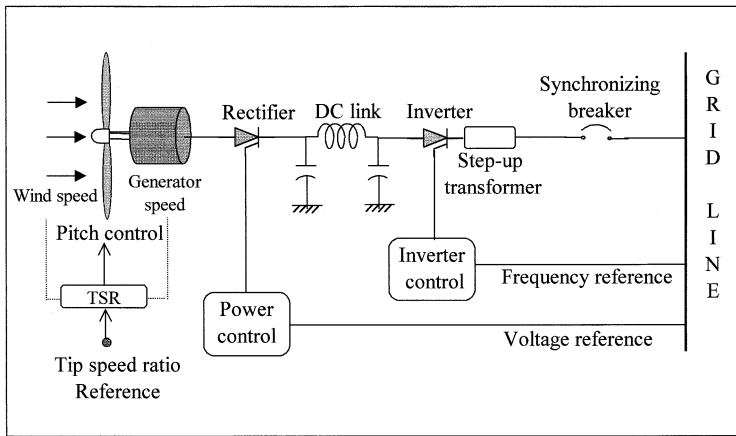 Rectifier
DC link
Inverter
Synchronizing
breaker
Step-up
transformer
Wind speed
Generator
speed
Pitch control
TSR
Tip speed ratio
Reference
Power
control
Inverter
control
Frequency reference
Voltage reference
G
R
I
D
L
I
N
E